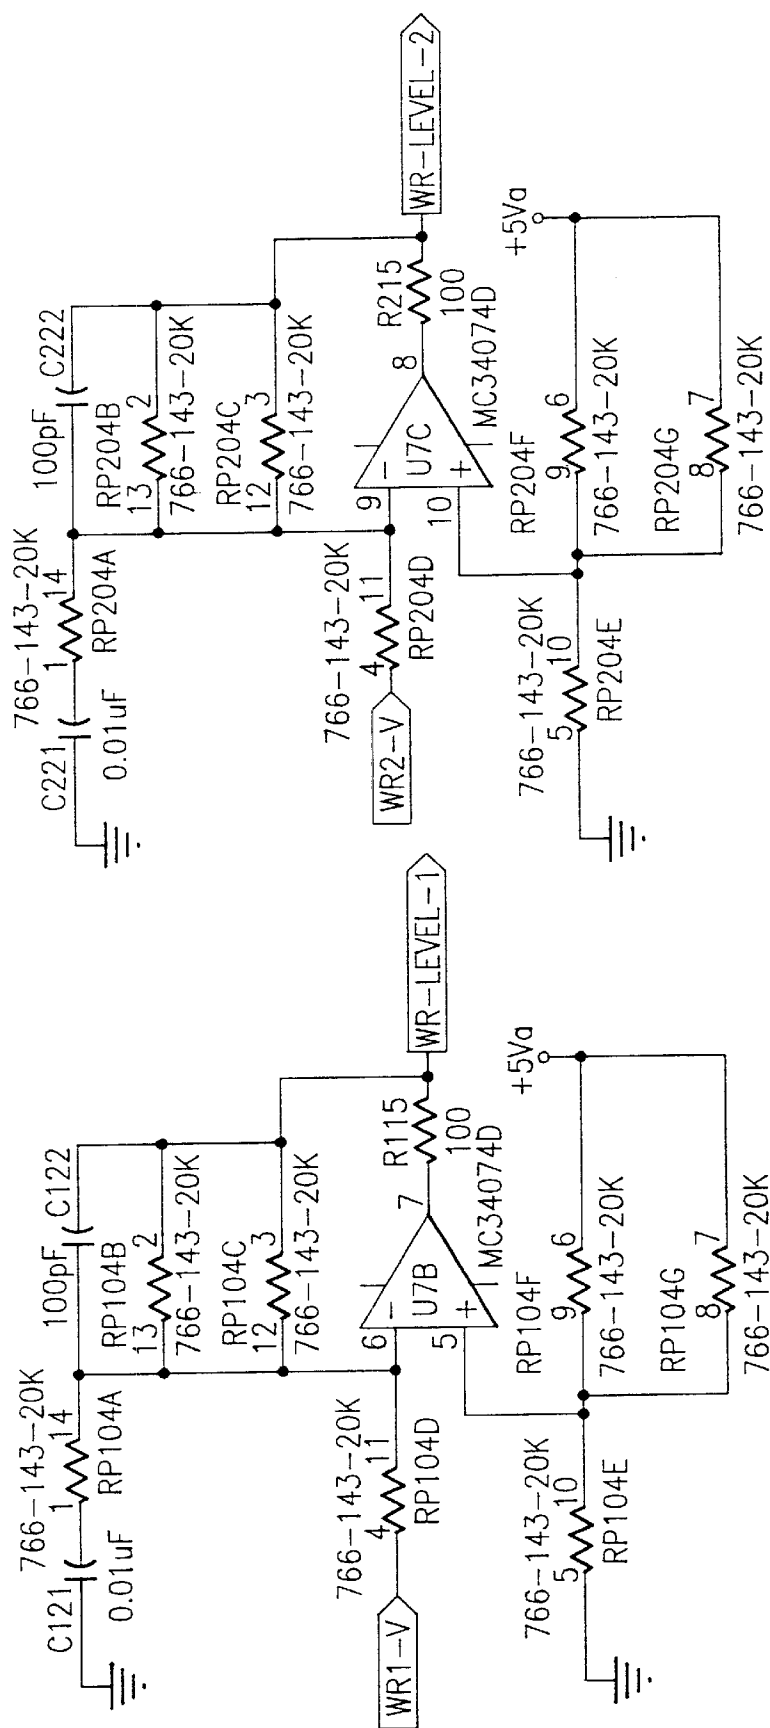 C121
0.01uF
766-143-20K
1 14
RP104A
100pF
C122
RP104B
13 2
766-143-20K
RP104C
12 3
766-143-20K
WR1-V
766-143-20K
4 11
RP104D
6
-
U7B
5
+
7
MC34074D
R115
100
WR-LEVEL-1
766-143-20K
5 10
RP104E
RP104F
9 6
766-143-20K
RP104G
8 7
766-143-20K
+5Va
C221
0.01uF
766-143-20K
1 14
RP204A
100pF
C222
RP204B
13 2
766-143-20K
RP204C
12 3
766-143-20K
WR2-V
766-143-20K
4 11
RP204D
9
-
U7C
10
+
8
MC34074D
R215
100
WR-LEVEL-2
766-143-20K
5 10
RP204E
RP204F
9 6
766-143-20K
RP204G
8 7
766-143-20K
+5Va